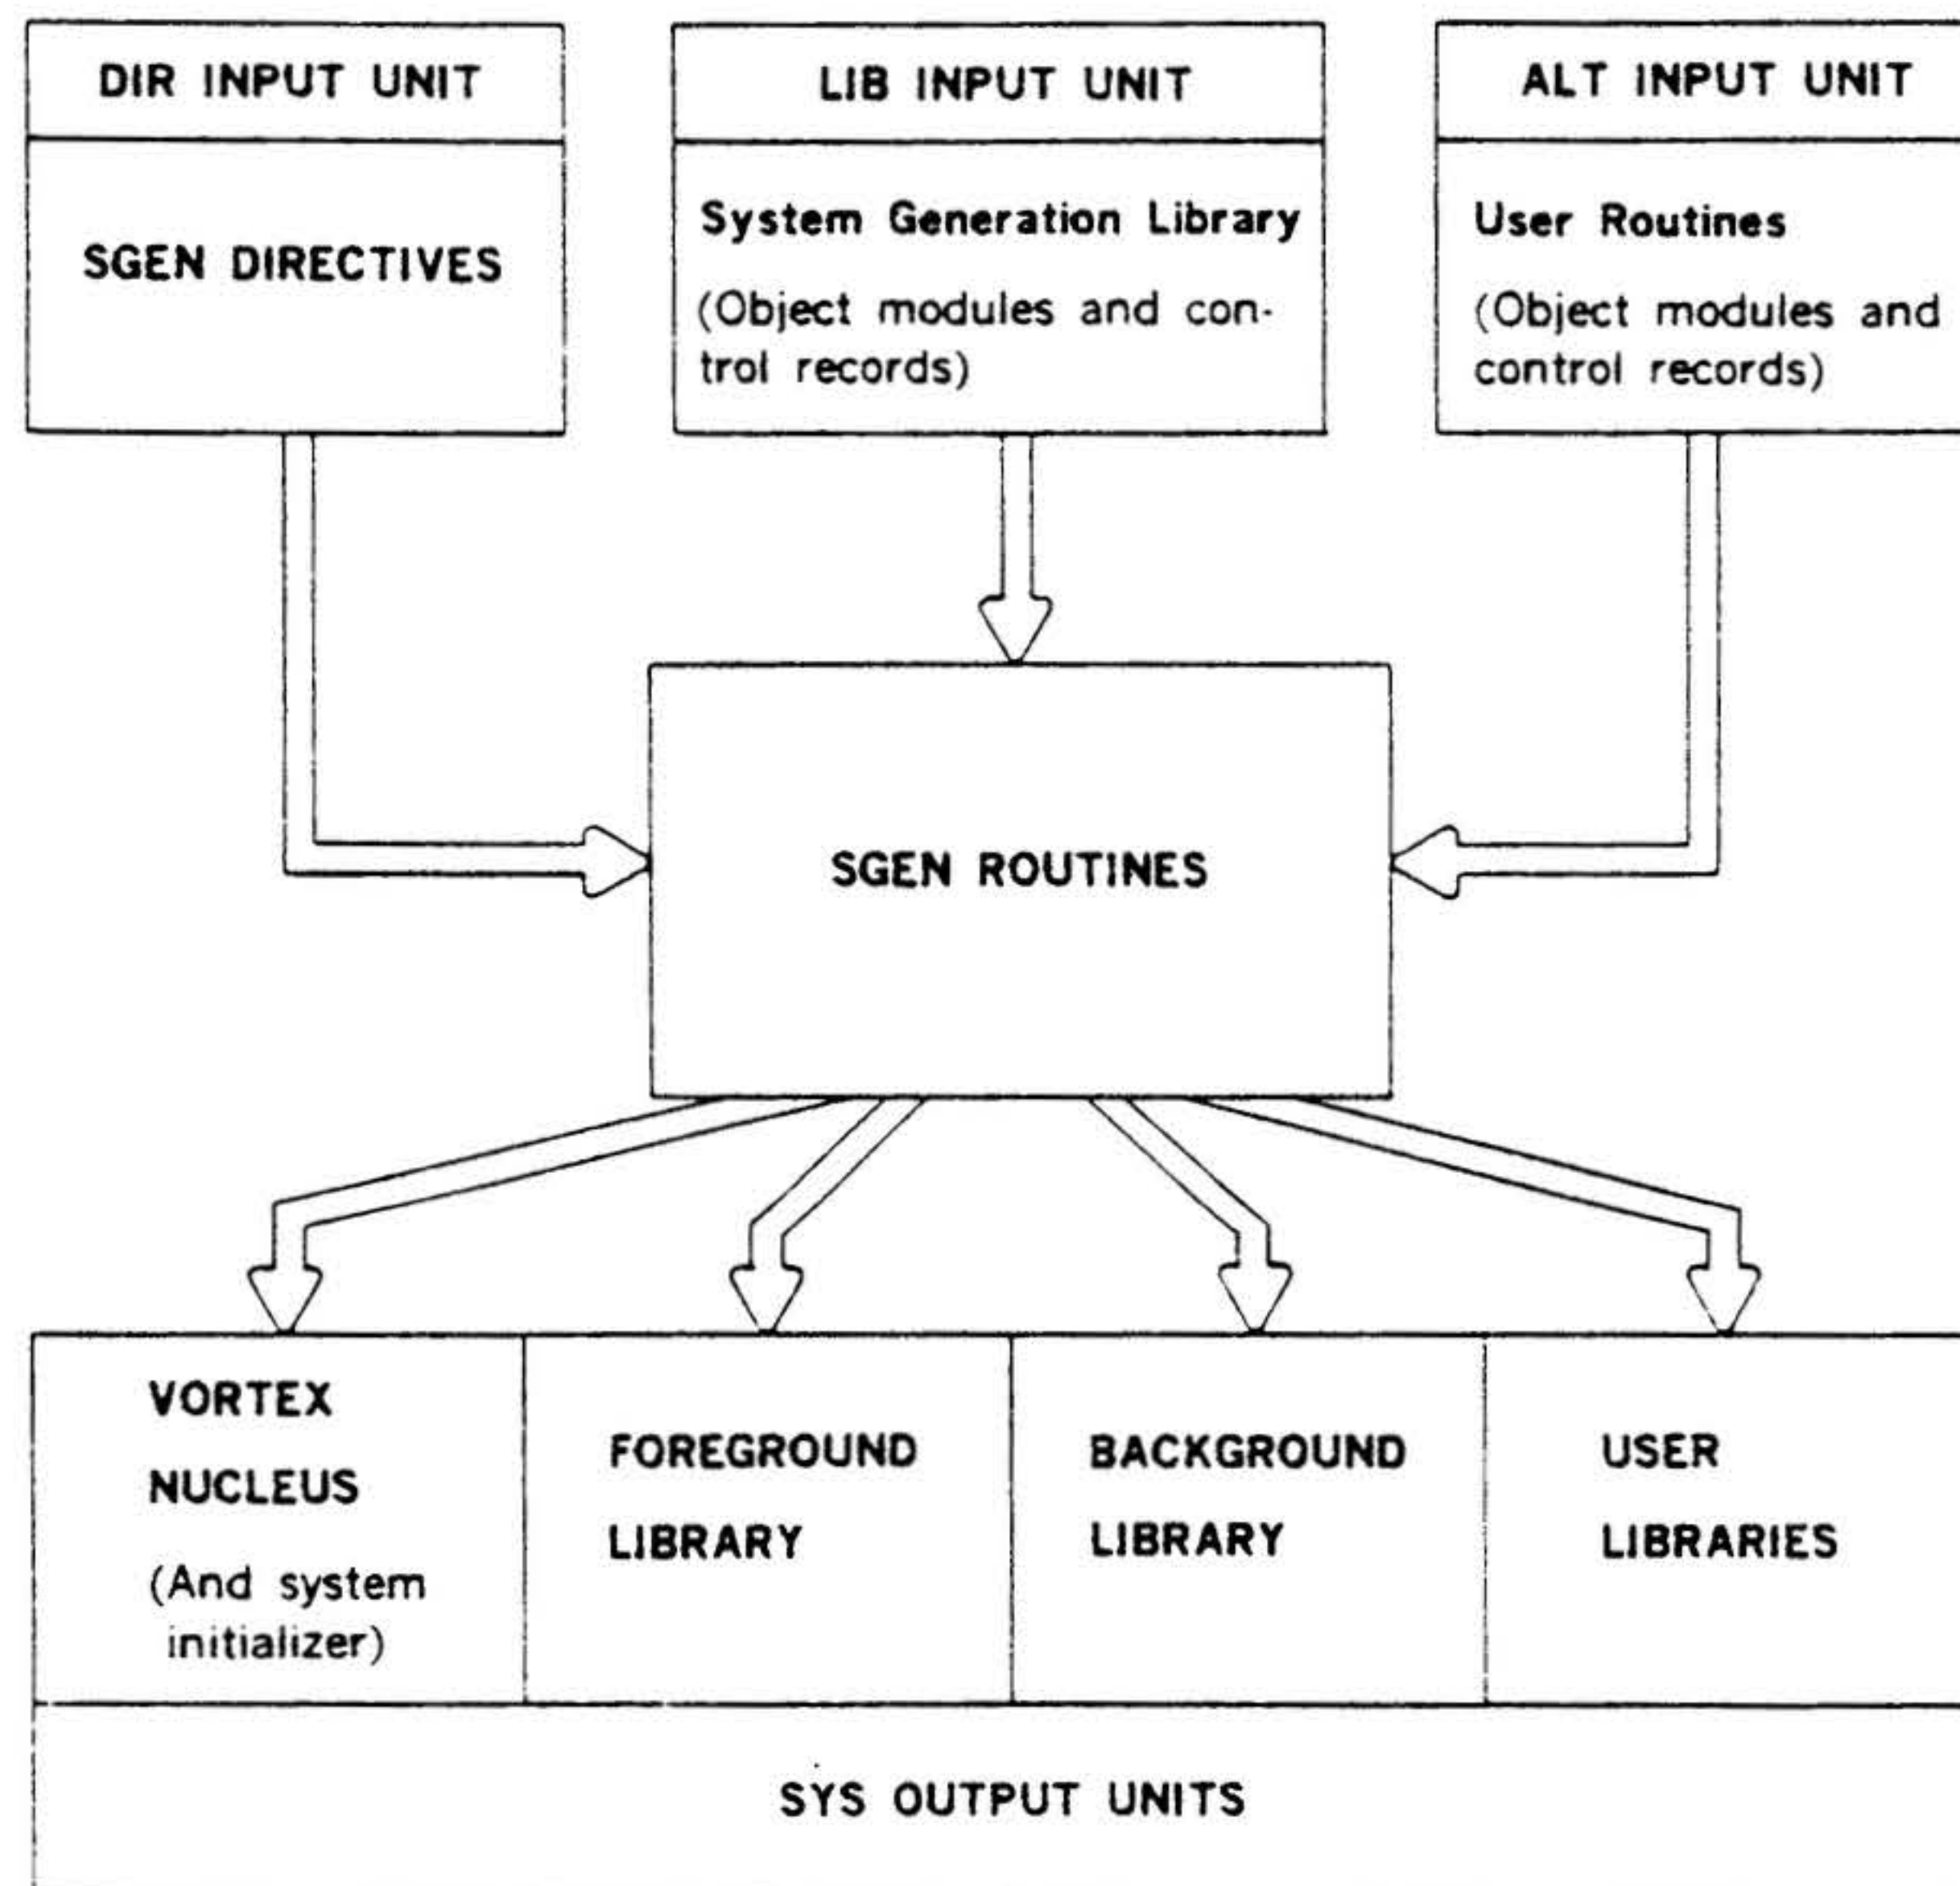 DIR INPUT UNIT
SGEN DIRECTIVES
LIB INPUT UNIT
System Generation Library
(Object modules and con-
trol records)
ALT INPUT UNIT
User Routines
(Object modules and
control records)
SGEN ROUTINES
VORTEX
NUCLEUS
(And system
initializer)
FOREGROUND
LIBRARY
BACKGROUND
LIBRARY
USER
LIBRARIES
SYS OUTPUT UNITS